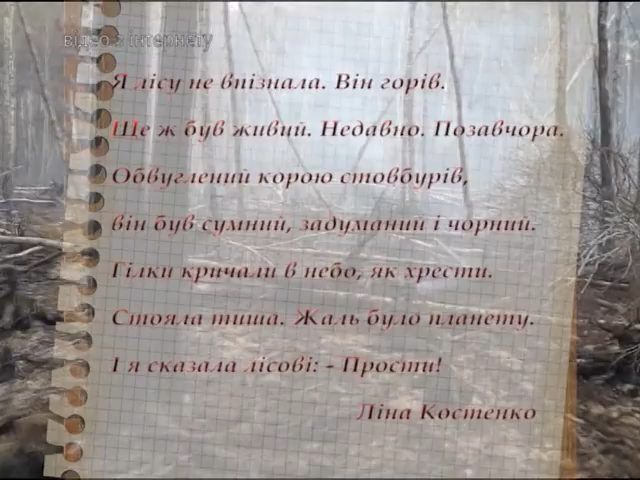 відео з інтернету
Я лісу не впізнала. Він горів.
Ще ж був живий. Недавно. Позавчора.
Обвуглений корою стовбурів,
він був сумний, задуманий і чорний.
Гілки кричали в небо, як хрести.
Стояла тиша. Жаль було планету.
І я сказала лісові: - Прости!
Ліна Костенко